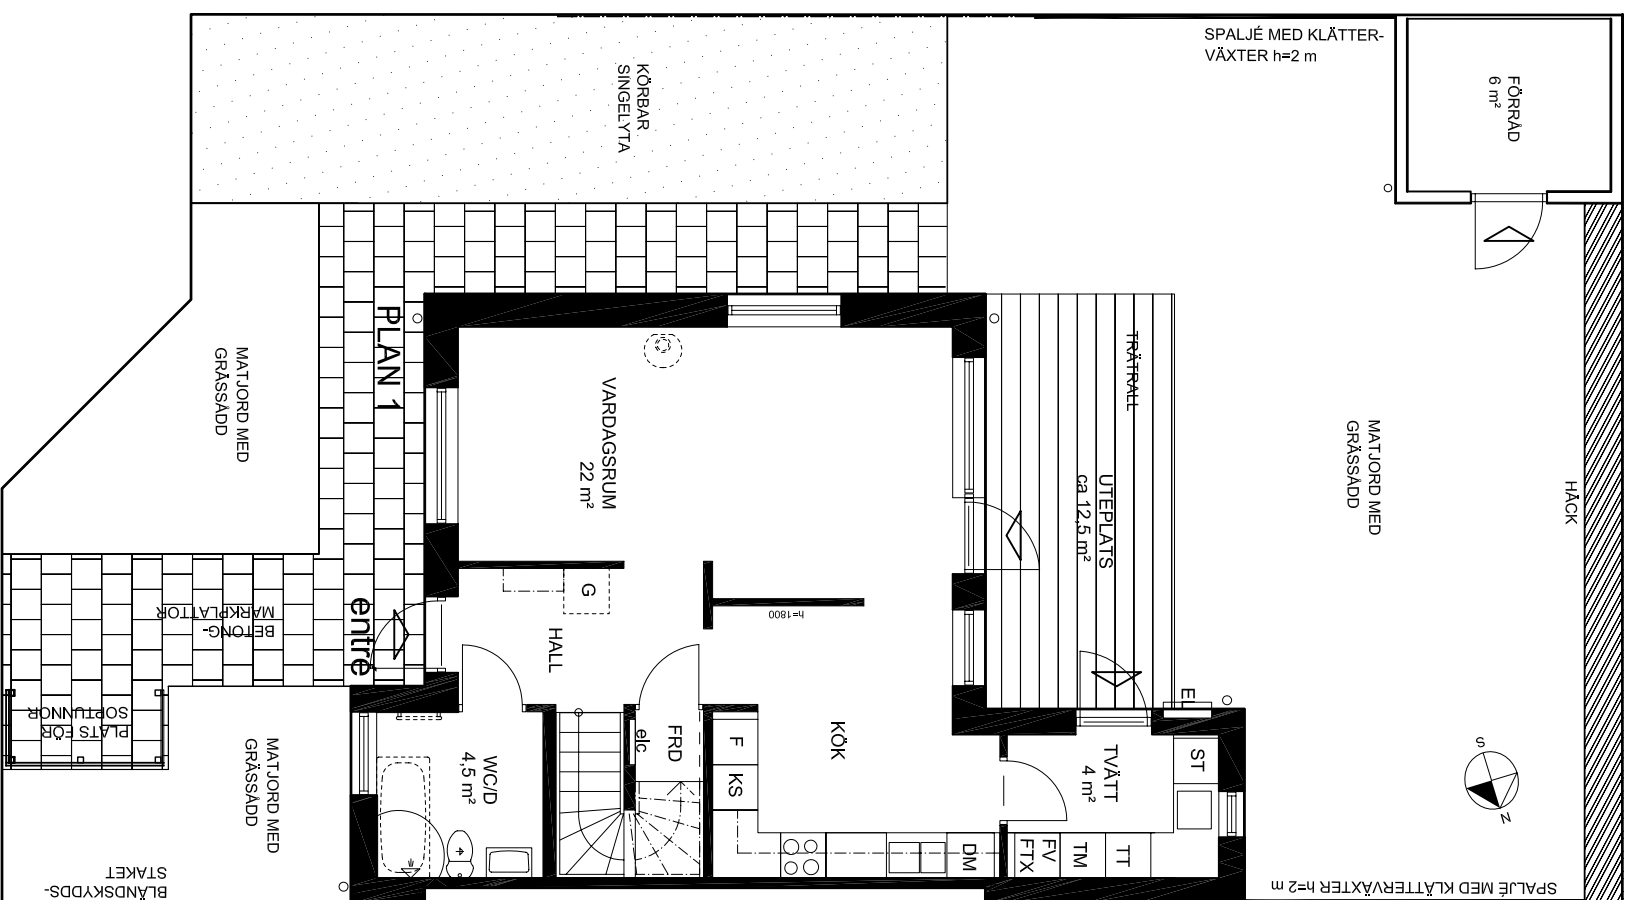 SPALJÉ MED KLÄTTER-
VÄXTER h=2 m
FÖRRÅD
6 m²
KÖRBAR
SINGELYTA
PLAN 1
MATJORD MED
GRÄSSÅDD
VARDAGSRUM
22 m²
TRÄTRALL
UTEPLATS
ca 12,5 m²
MATJORD MED
GRÄSSÅDD
HÄCK
BETONG-
MARKPLATTOR
entré
G
HALL
h=1800
PLATS FÖR
SOPTUNNOR
EL
FRD
elc
F
KS
KÖK
TVÄTT
4 m²
ST
S
N
WC/D
4,5 m²
MATJORD MED
GRÄSSÅDD
DM
FV
FTX
TM
TT
BLÄNDSKYDDS-
STAKET
SPALJÉ MED KLÄTTERVÄXTER h=2 m